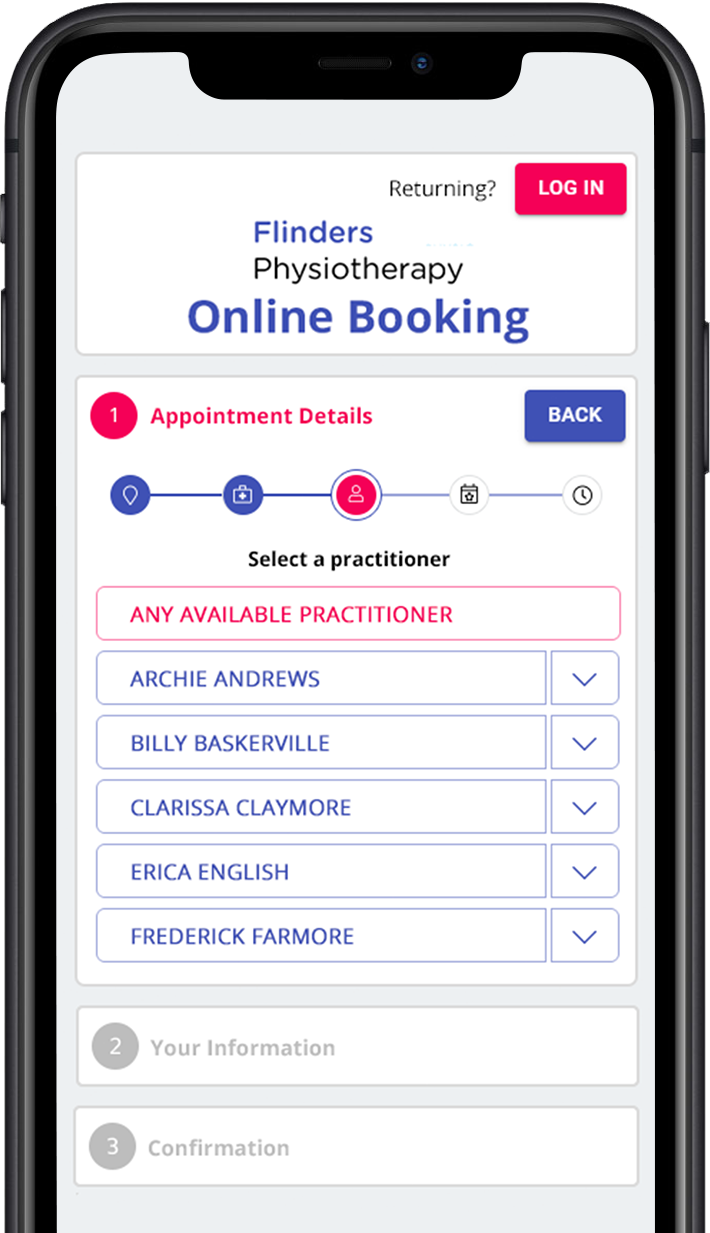 Returning?
LOG IN
Flinders
Physiotherapy
Online Booking
1 Appointment Details
BACK
Select a practitioner
ANY AVAILABLE PRACTITIONER
ARCHIE ANDREWS
BILLY BASKERVILLE
CLARISSA CLAYMORE
ERICA ENGLISH
FREDERICK FARMORE
2 Your Information
3 Confirmation